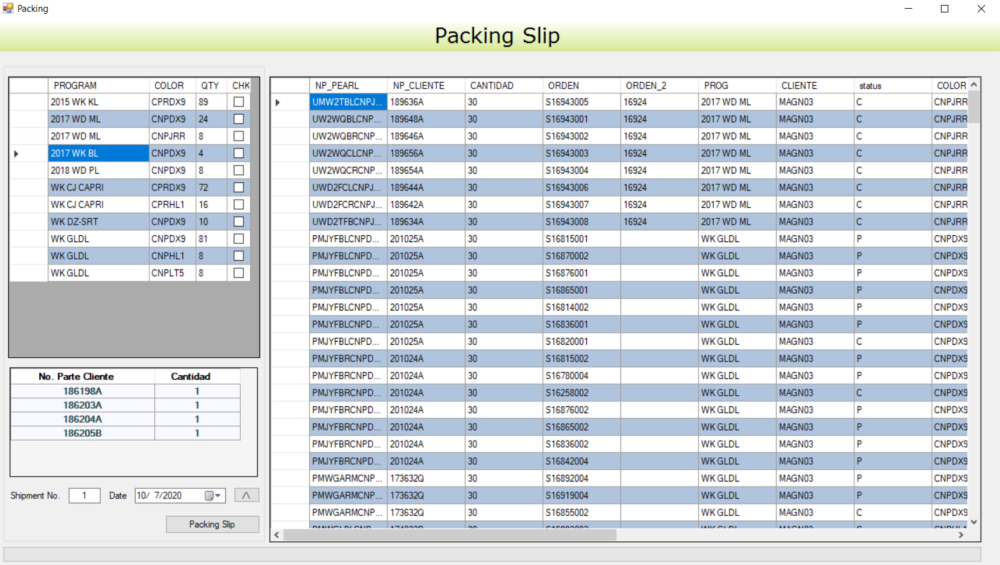 Packing
Packing Slip
PROGRAM COLOR QTY CHK
2015 WK KL CPRDX9 89
2017 WD ML CNPDX9 24
2017 WD ML CNPJRR 8
2017 WK BL CNPDX9 4
2018 WD PL CNPDX9 8
WK CJ CAPRI CPRDX9 72
WK CJ CAPRI CPRHL1 16
WK DZ-SRT CNPDX9 10
WK GLDL CNPDX9 81
WK GLDL CNPHL1 8
WK GLDL CNPLT5 8
No. Parte Cliente Cantidad
186198A 1
186203A 1
186204A 1
186205B 1
Shipment No. 1 Date 10/ 7/2020
Packing Slip
NP_PEARL NP_CLIENTE CANTIDAD ORDEN ORDEN_2 PROG CLIENTE status COLOR
UMW2TBLCNPJ... 189636A 30 S16943005 16924 2017 WD ML MAGN03 C CNPJRR
UW2WQBLCNP... 189648A 30 S16943001 16924 2017 WD ML MAGN03 C CNPJRR
UW2WQBRCNP... 189646A 30 S16943002 16924 2017 WD ML MAGN03 C CNPJRR
UW2WQCLCNP... 189656A 30 S16943003 16924 2017 WD ML MAGN03 C CNPJRR
UW2WQCRCNP... 189654A 30 S16943004 16924 2017 WD ML MAGN03 C CNPJRR
UWD2FCLCNPJ... 189644A 30 S16943006 16924 2017 WD ML MAGN03 C CNPJRR
UWD2FCRCNPJ... 189642A 30 S16943007 16924 2017 WD ML MAGN03 C CNPJRR
UWD2TFBCNPJ... 189634A 30 S16943008 16924 2017 WD ML MAGN03 C CNPJRR
PMJYFBLCNPD... 201025A 30 S16815001 WK GLDL MAGN03 P CNPDX9
PMJYFBLCNPD... 201025A 30 S16870002 WK GLDL MAGN03 P CNPDX9
PMJYFBLCNPD... 201025A 30 S16876001 WK GLDL MAGN03 P CNPDX9
PMJYFBLCNPD... 201025A 30 S16865001 WK GLDL MAGN03 P CNPDX9
PMJYFBLCNPD... 201025A 30 S16814002 WK GLDL MAGN03 P CNPDX9
PMJYFBLCNPD... 201025A 30 S16836001 WK GLDL MAGN03 P CNPDX9
PMJYFBLCNPD... 201025A 30 S16820001 WK GLDL MAGN03 C CNPDX9
PMJYFBRCNPD... 201024A 30 S16815002 WK GLDL MAGN03 P CNPDX9
PMJYFBRCNPD... 201024A 30 S16780004 WK GLDL MAGN03 P CNPDX9
PMJYFBRCNPD... 201024A 30 S16258002 WK GLDL MAGN03 C CNPDX9
PMJYFBRCNPD... 201024A 30 S16876002 WK GLDL MAGN03 P CNPDX9
PMJYFBRCNPD... 201024A 30 S16865002 WK GLDL MAGN03 P CNPDX9
PMJYFBRCNPD... 201024A 30 S16836002 WK GLDL MAGN03 P CNPDX9
PMJYFBRCNPD... 201024A 30 S16842004 WK GLDL MAGN03 P CNPDX9
PMWGARMCNP... 173632Q 30 S16892004 WK GLDL MAGN03 P CNPDX9
PMWGARMCNP... 173632Q 30 S16919004 WK GLDL MAGN03 P CNPDX9
PMWGARMCNP... 173632Q 30 S16855002 WK GLDL MAGN03 C CNPDX9